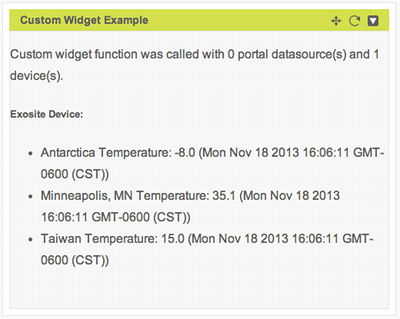 Custom Widget Example
Custom widget function was called with 0 portal datasource(s) and 1
device(s).
Exosite Device:
• Antarctica Temperature: -8.0 (Mon Nov 18 2013 16:06:11 GMT-
0600 (CST))
• Minneapolis, MN Temperature: 35.1 (Mon Nov 18 2013
16:06:11 GMT-0600 (CST))
• Taiwan Temperature: 15.0 (Mon Nov 18 2013 16:06:11 GMT-
0600 (CST))